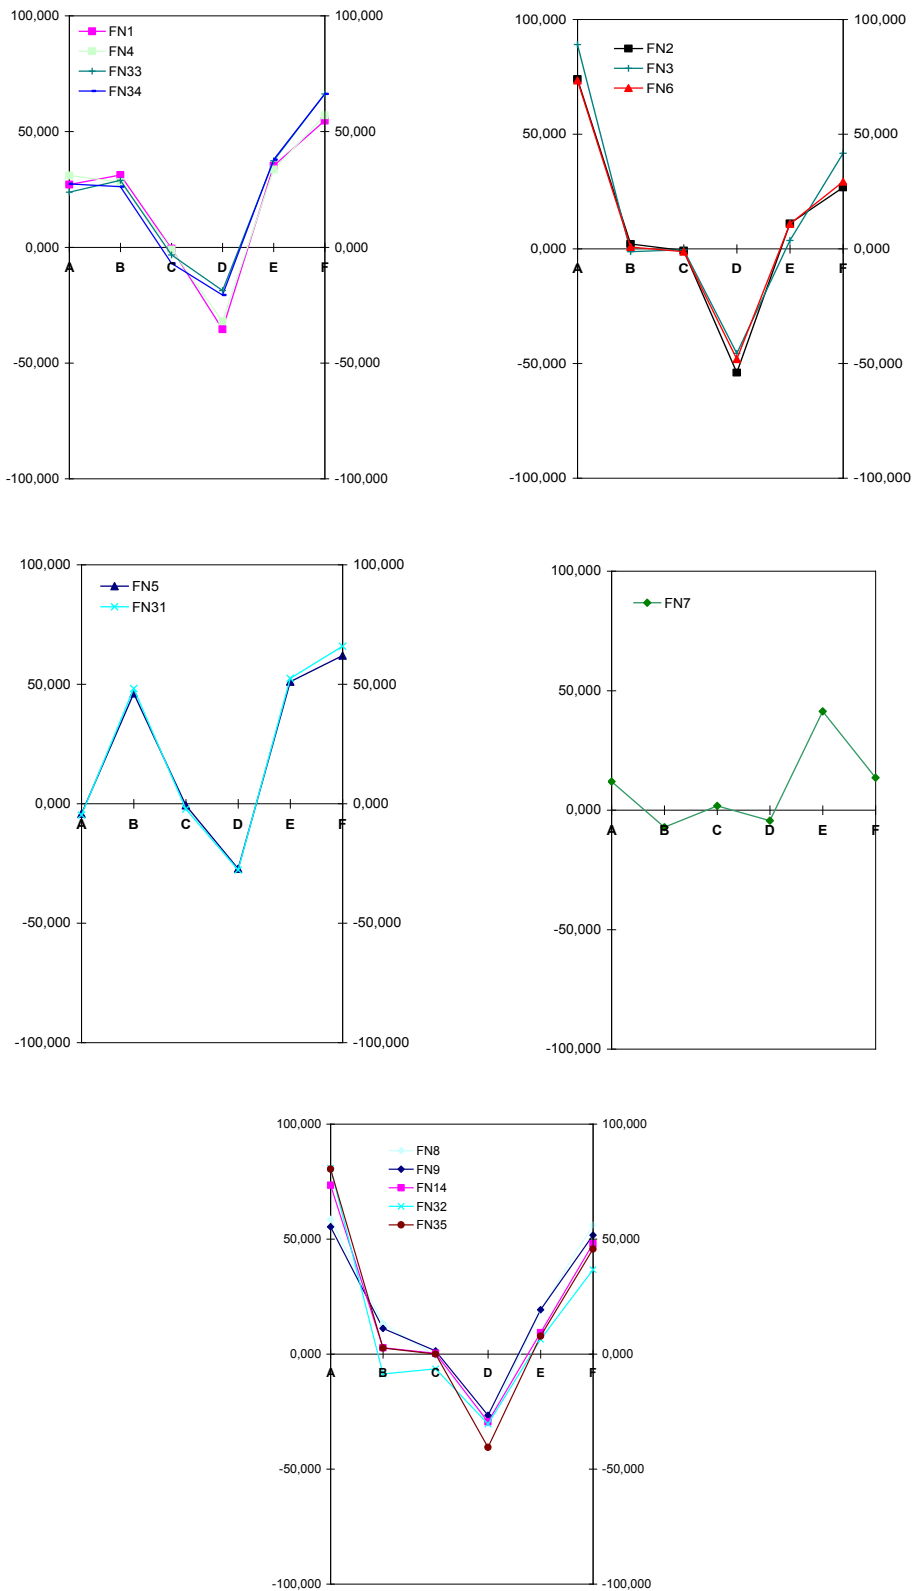 100,000 100,000
FN1
FN4
FN33
FN34
50,000 50,000
0,000 0,000
A B C D E F
-50,000 -50,000
-100,000 -100,000
100,000 100,000
FN2
FN3
FN6
50,000 50,000
0,000 0,000
A B C D E F
-50,000 -50,000
-100,000 -100,000
100,000 100,000
FN5
FN31
50,000 50,000
0,000 0,000
A B C D E F
-50,000 -50,000
-100,000 -100,000
100,000
FN7
50,000
0,000
A B C D E F
-50,000
-100,000
100,000 100,000
FN8
FN9
FN14
FN32
FN35
50,000 50,000
0,000 0,000
A B C D E F
-50,000 -50,000
-100,000 -100,000